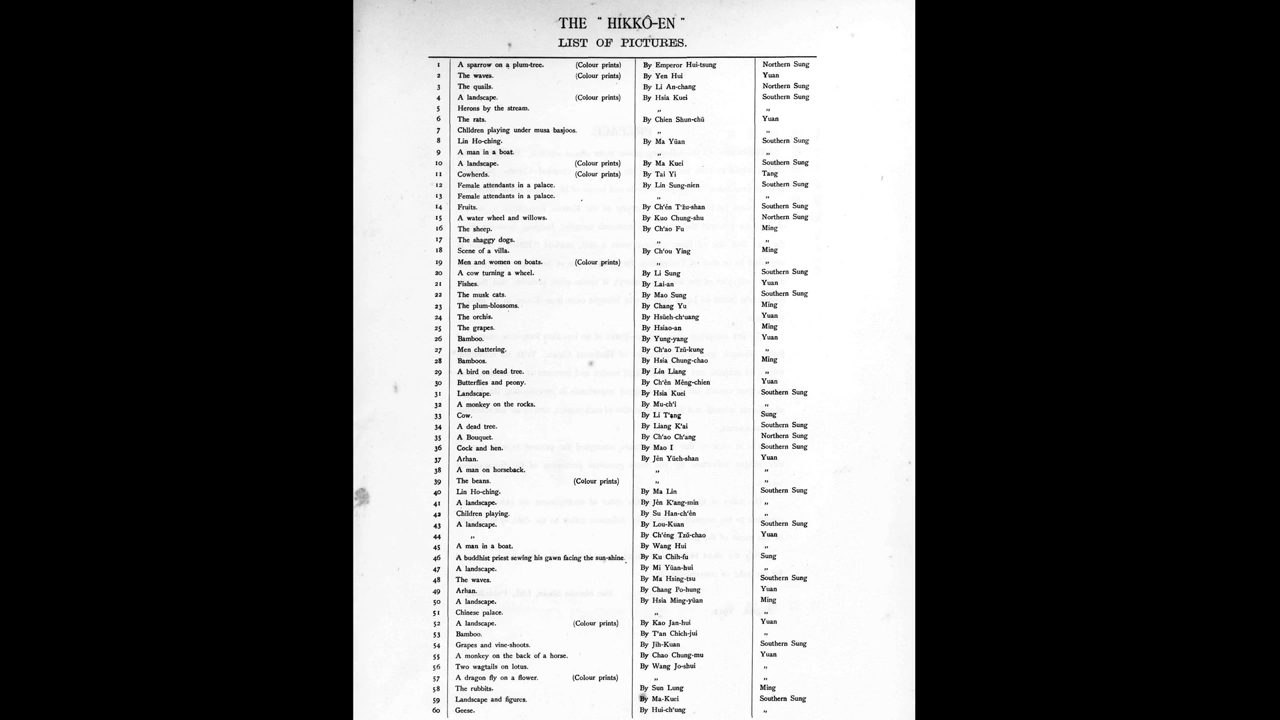 THE "HIKKÔ-EN"
LIST OF PICTURES.
1 A sparrow on a plum-tree. (Colour prints) By Emperor Hui-tsung Northern Sung
2 The waves. (Colour prints) By Yen Hui Yuan
3 The quails. By Li An-chang Northern Sung
4 A landscape. (Colour prints) By Hsia Kuei Southern Sung
5 Herons by the stream. „ „
6 The rats. By Chien Shun-chü Yuan
7 Children playing under musa basjoos. „ „
8 Lin Ho-ching. By Ma Yüan Southern Sung
9 A man in a boat. „ „
10 A landscape. (Colour prints) By Ma Kuei Southern Sung
11 Cowherds. (Colour prints) By Tai Yi Tang
12 Female attendants in a palace. By Lin Sung-nien Southern Sung
13 Female attendants in a palace. „ „
14 Fruits. By Ch'ên T'žu-shan Southern Sung
15 A water wheel and willows. By Kuo Chung-shu Northern Sung
16 The sheep. By Ch'ao Fu Ming
17 The shaggy dogs. „ „
18 Scene of a villa. By Ch'ou Ying Ming
19 Men and women on boats. (Colour prints) „ „
20 A cow turning a wheel. By Li Sung Southern Sung
21 Fishes. By Lai-an Yuan
22 The musk cats. By Mao Sung Southern Sung
23 The plum-blossoms. By Chang Yu Ming
24 The orchis. By Hsüeh-ch'uang Yuan
25 The grapes. By Hsiao-an Ming
26 Bamboo. By Yung-yang Yuan
27 Men chattering. By Ch'ao Tzŭ-kung „
28 Bamboos. By Hsia Chung-chao Ming
29 A bird on dead tree. By Lin Liang „
30 Butterflies and peony. By Ch'ên Mêng-chien Yuan
31 Landscape. By Hsia Kuei Southern Sung
32 A monkey on the rocks. By Mu-ch'i „
33 Cow. By Li T'ang Sung
34 A dead tree. By Liang K'ai Southern Sung
35 A Bouquet. By Ch'ao Ch'ang Northern Sung
36 Cock and hen. By Mao I Southern Sung
37 Arhan. By Jên Yüch-shan Yuan
38 A man on horseback. „ „
39 The beans. (Colour prints) „ „
40 Lin Ho-ching. By Ma Lin Southern Sung
41 A landscape. By Jên K'ang-min „
42 Children playing. By Su Han-ch'ên „
43 A landscape. By Lou-Kuan Southern Sung
44 „ By Ch'éng Tzŭ-chao Yuan
45 A man in a boat. By Wang Hui „
46 A buddhist priest sewing his gawn facing the sun-shine. By Ku Chih-fu Sung
47 A landscape. By Mi Yüan-hui „
48 The waves. By Ma Hsing-tsu Southern Sung
49 Arhan. By Chang Po-hung Yuan
50 A landscape. By Hsia Ming-yüan Ming
51 Chinese palace. „ „
52 A landscape. (Colour prints) By Kao Jan-hui Yuan
53 Bamboo. By T'an Chich-jui „
54 Grapes and vine-shoots. By Jih-Kuan Southern Sung
55 A monkey on the back of a horse. By Chao Chung-mu Yuan
56 Two wagtails on lotus. By Wang Jo-shui „
57 A dragon fly on a flower. (Colour prints) „ „
58 The rubbits. By Sun Lung Ming
59 Landscape and figures. By Ma-Kuei Southern Sung
60 Geese. By Hui-ch'ung „